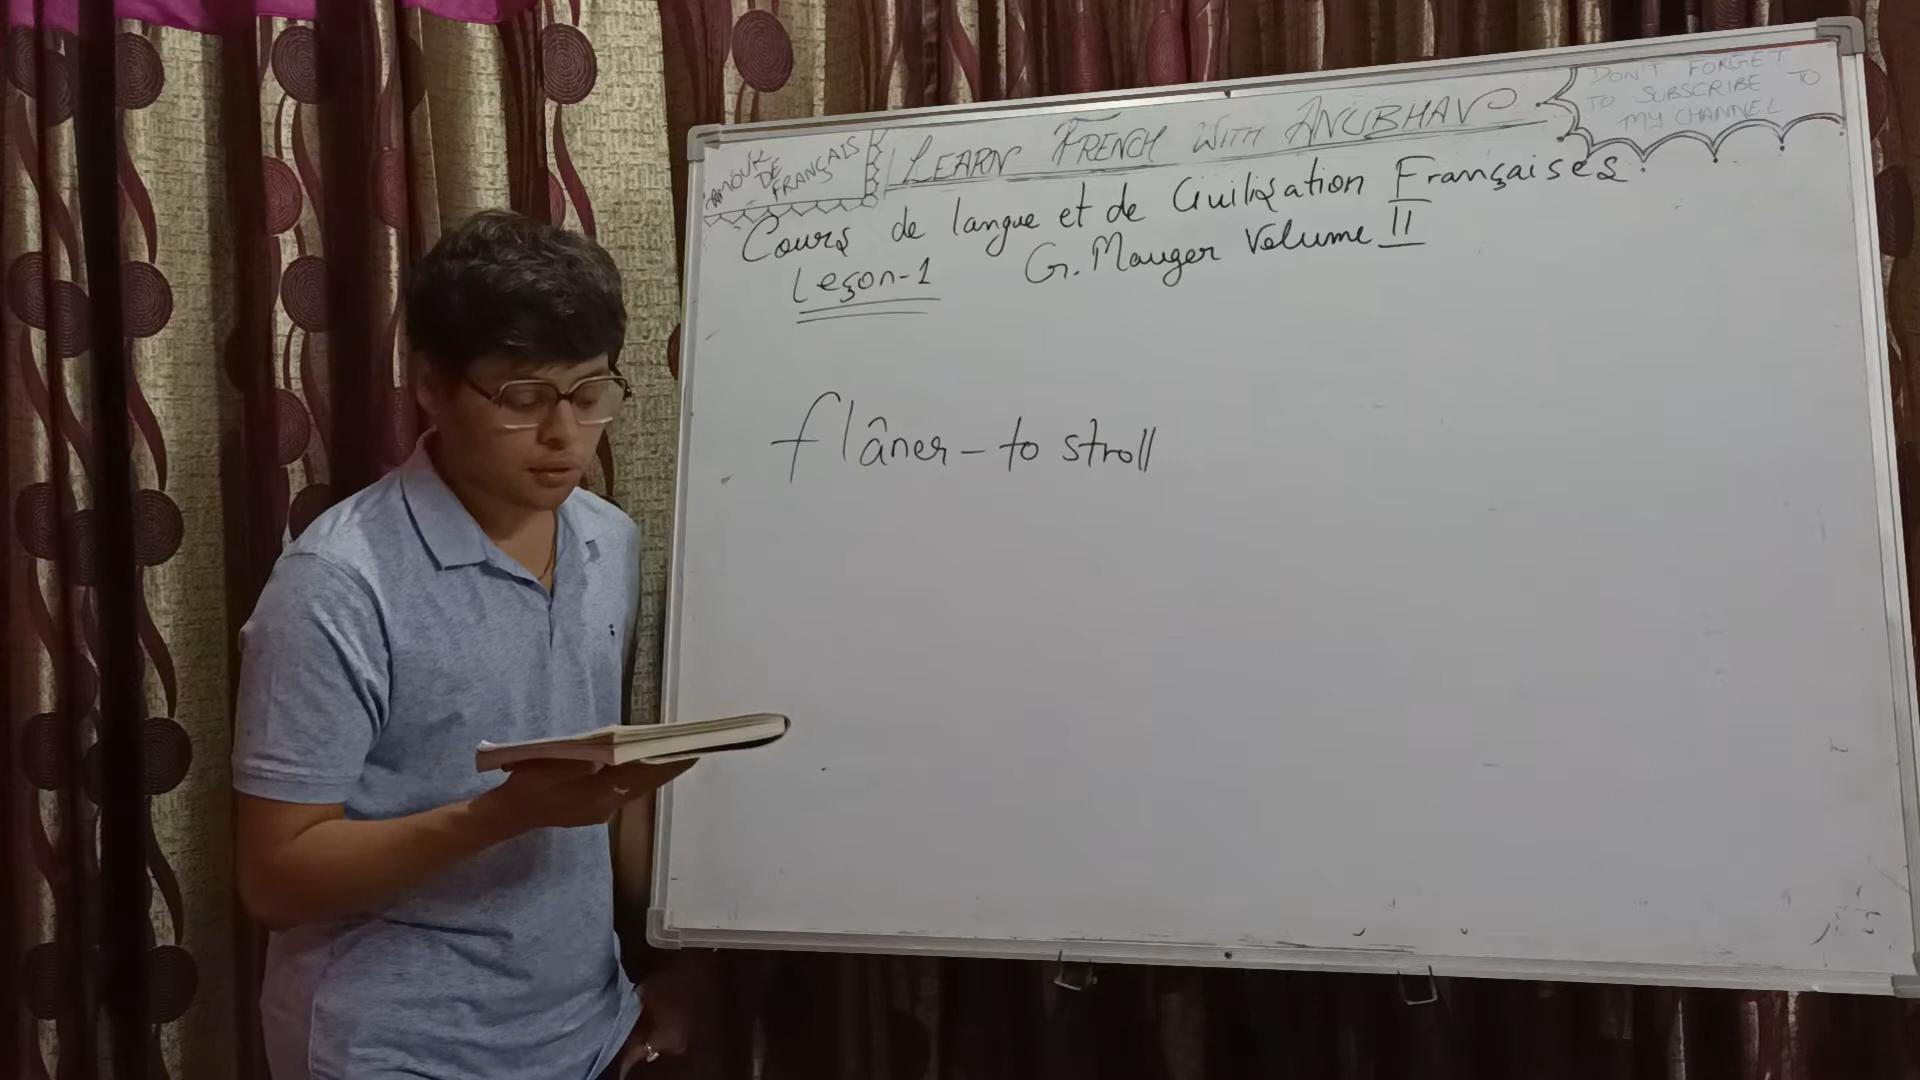 AMOUR
DE
FRANÇAIS
LEARN FRENCH WITH ANUBHAV
DON'T FORGET
TO SUBSCRIBE TO
MY CHANNEL
Cours de langue et de Civilisation Françaises.
Leçon-1 G. Mauger Volume II
flâner - to stroll